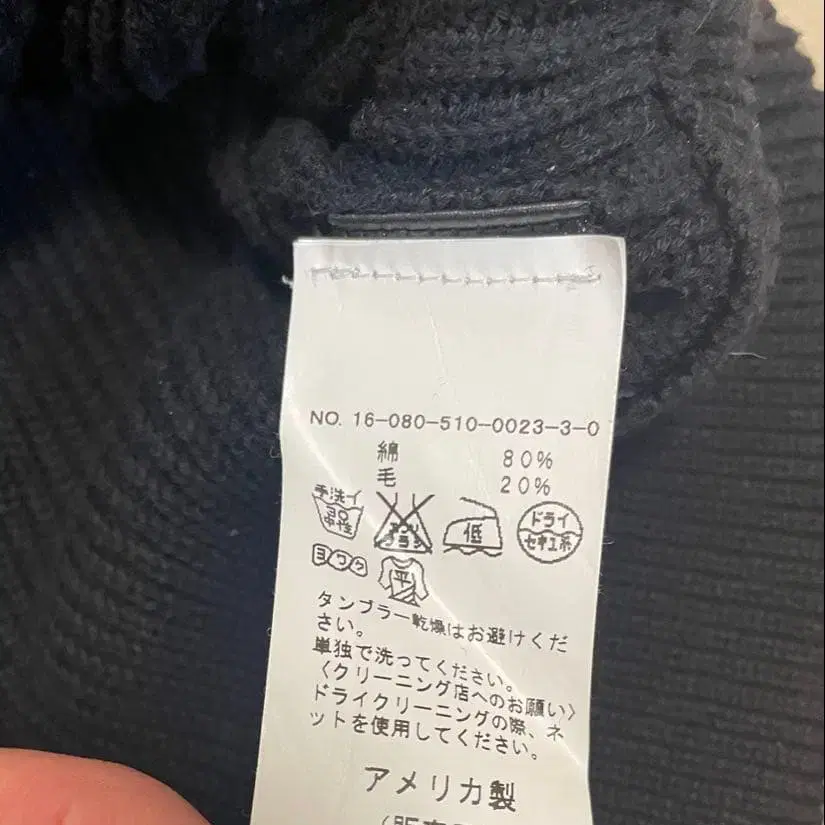 NO. 16-080-510-0023-3-0
綿 80%
毛 20%
手洗イ
30
中性
低
ドライ
セキユ系
ヨワク
平
タンブラー乾燥はお避けくだ
さい。
単独で洗ってください。
〈クリーニング店へのお願い〉
ドライクリーニングの際、ネ
ットを使用してください。
アメリカ製